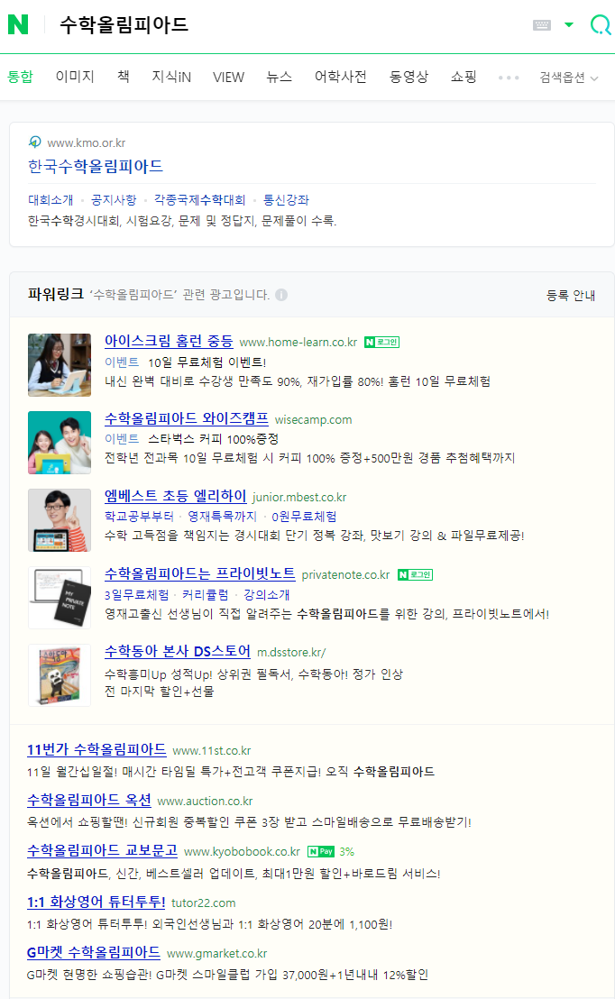 N 수학올림피아드
통합 이미지 책 지식iN VIEW 뉴스 어학사전 동영상 쇼핑 검색옵션
www.kmo.or.kr
한국수학올림피아드
대회소개 · 공지사항 · 각종국제수학대회 · 통신강좌
한국수학경시대회, 시험요강, 문제 및 정답지, 문제풀이 수록.
파워링크 '수학올림피아드' 관련 광고입니다. 등록 안내
아이스크림 홈런 중등 www.home-learn.co.kr N 로그인
이벤트 10일 무료체험 이벤트!
내신 완벽 대비로 수강생 만족도 90%, 재가입률 80%! 홈런 10일 무료체험
수학올림피아드 와이즈캠프 wisecamp.com
이벤트 스타벅스 커피 100%증정
전학년 전과목 10일 무료체험 시 커피 100% 증정+500만원 경품 추첨혜택까지
엠베스트 초등 엘리하이 junior.mbest.co.kr
학교공부부터 · 영재특목까지 · 0원무료체험
수학 고득점을 책임지는 경시대회 단기 정복 강좌, 맛보기 강의 & 파일무료제공!
수학올림피아드는 프라이빗노트 privatenote.co.kr N 로그인
3일무료체험 · 커리큘럼 · 강의소개
영재고출신 선생님이 직접 알려주는 수학올림피아드를 위한 강의, 프라이빗노트에서!
MY PRIVATE NOTE
수학동아 본사 DS스토어 m.dsstore.kr/
수학흥미Up 성적Up! 상위권 필독서, 수학동아! 정가 인상
전 마지막 할인+선물
수학동아
11번가 수학올림피아드 www.11st.co.kr
11일 월간십일절! 매시간 타임딜 특가+전고객 쿠폰지급! 오직 수학올림피아드
수학올림피아드 옥션 www.auction.co.kr
옥션에서 쇼핑할땐! 신규회원 중복할인 쿠폰 3장 받고 스마일배송으로 무료배송받기!
수학올림피아드 교보문고 www.kyobobook.co.kr N Pay 3%
수학올림피아드, 신간, 베스트셀러 업데이트, 최대1만원 할인+바로드림 서비스!
1:1 화상영어 튜터투투! tutor22.com
1:1 화상영어 튜터투투! 외국인선생님과 1:1 화상영어 20분에 1,100원!
G마켓 수학올림피아드 www.gmarket.co.kr
G마켓 현명한 쇼핑습관! G마켓 스마일클럽 가입 37,000원+1년내내 12%할인